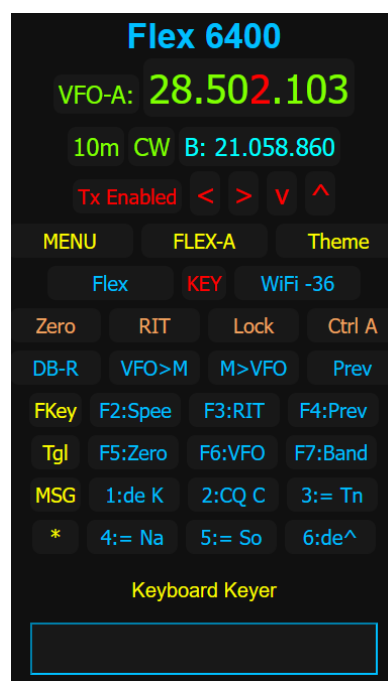 Flex 6400
VFO-A: 28.502.103
10m CW B: 21.058.860
Tx Enabled < > v ^
MENU FLEX-A Theme
Flex KEY WiFi -36
Zero RIT Lock Ctrl A
DB-R VFO>M M>VFO Prev
FKey F2:Spee F3:RIT F4:Prev
Tgl F5:Zero F6:VFO F7:Band
MSG 1:de K 2:CQ C 3:= Tn
* 4:= Na 5:= So 6:de^
Keyboard Keyer